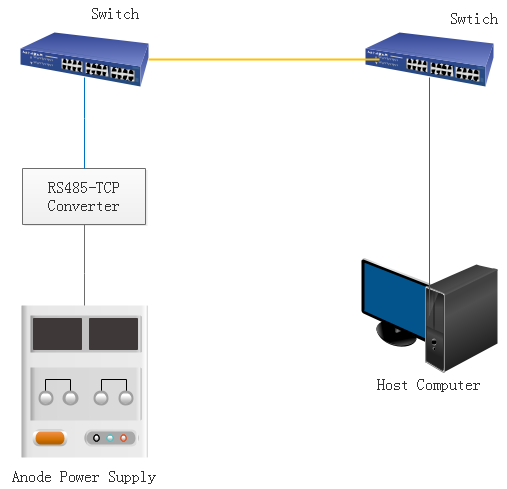 Switch
Swtich
RS485-TCP
Converter
Host Computer
Anode Power Supply